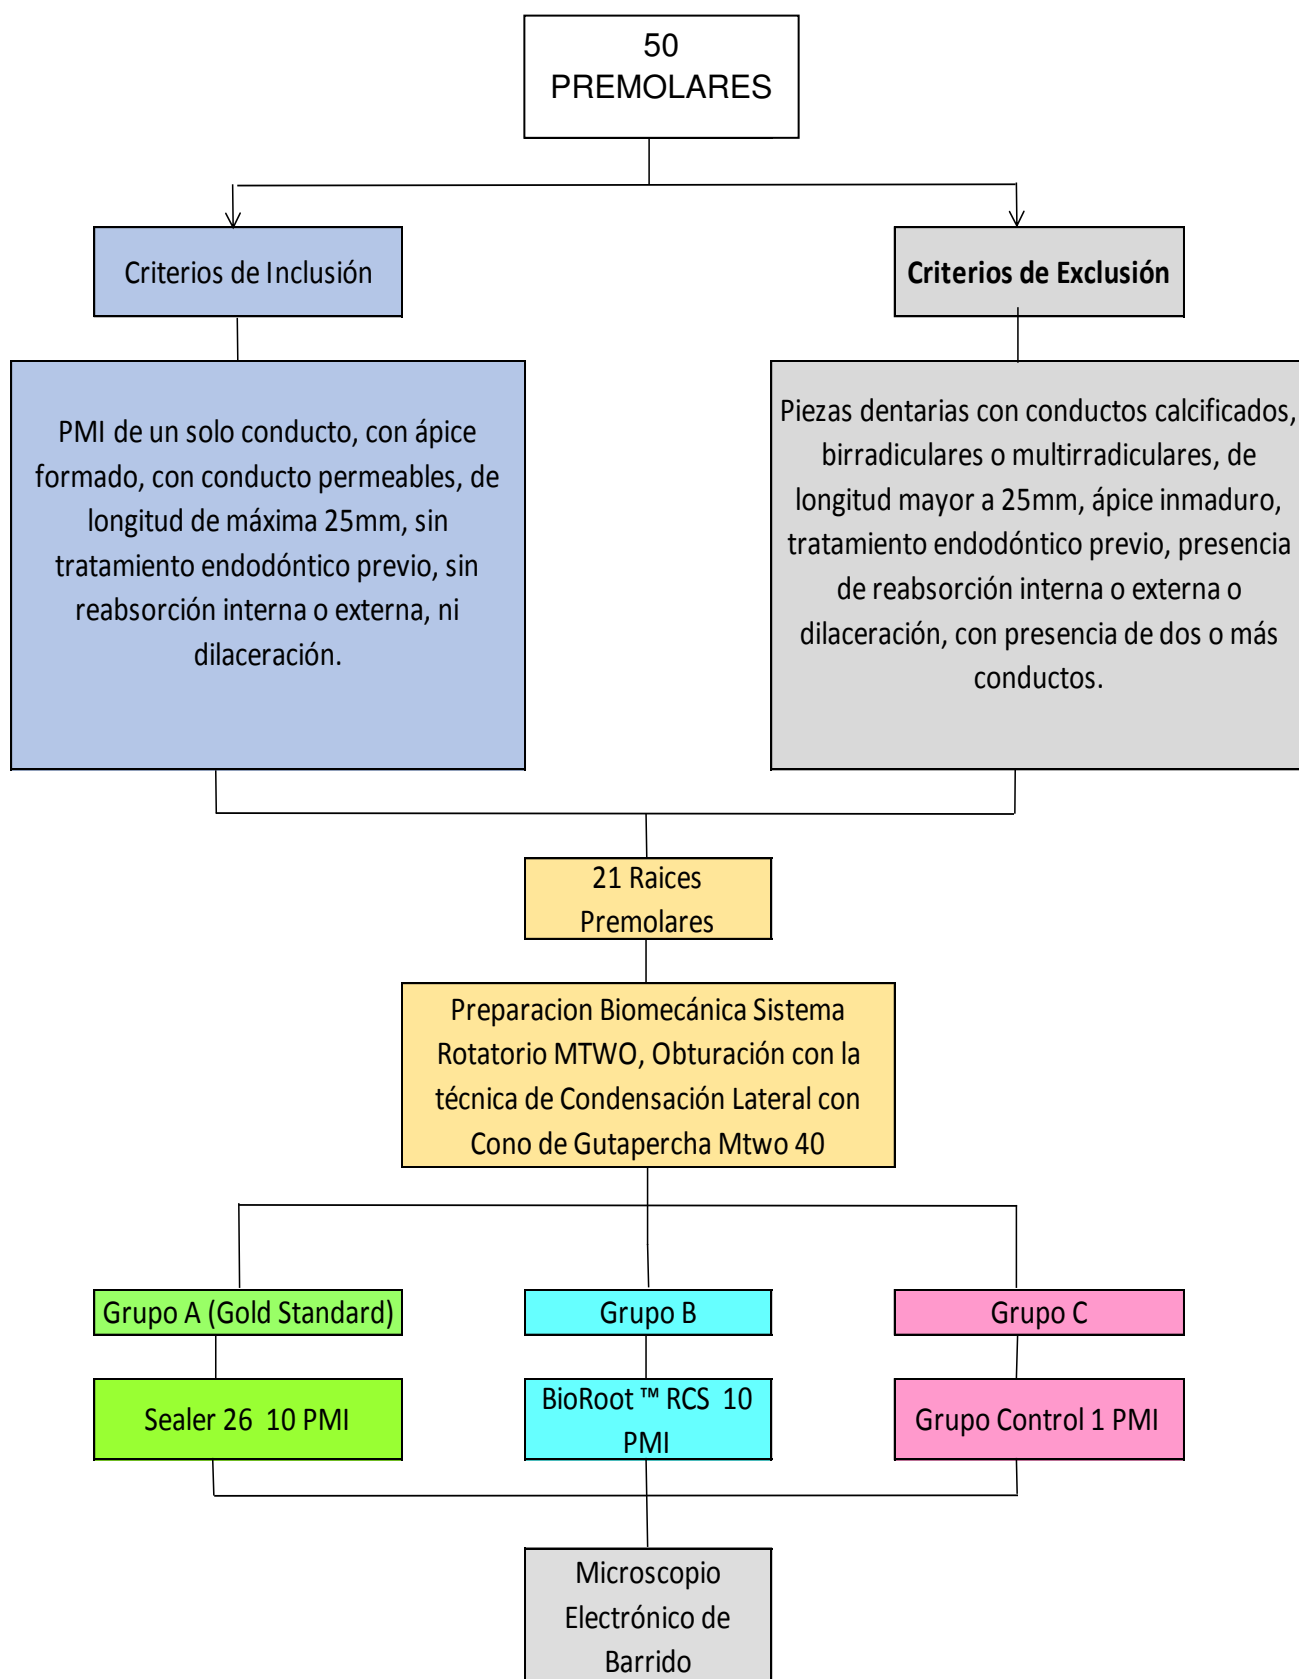 50
PREMOLARES
Criterios de Inclusión
Criterios de Exclusión
PMI de un solo conducto, con ápice
formado, con conducto permeables, de
longitud de máxima 25mm, sin
tratamiento endodóntico previo, sin
reabsorción interna o externa, ni
dilaceración.
Piezas dentarias con conductos calcificados,
birradiculares o multirradiculares, de
longitud mayor a 25mm, ápice inmaduro,
tratamiento endodóntico previo, presencia
de reabsorción interna o externa o
dilaceración, con presencia de dos o más
conductos.
21 Raices
Premolares
Preparacion Biomecánica Sistema
Rotatorio MTWO, Obturación con la
técnica de Condensación Lateral con
Cono de Gutapercha Mtwo 40
Grupo A (Gold Standard)
Grupo B
Grupo C
Sealer 26 10 PMI
BioRoot ™ RCS 10
PMI
Grupo Control 1 PMI
Microscopio
Electrónico de
Barrido